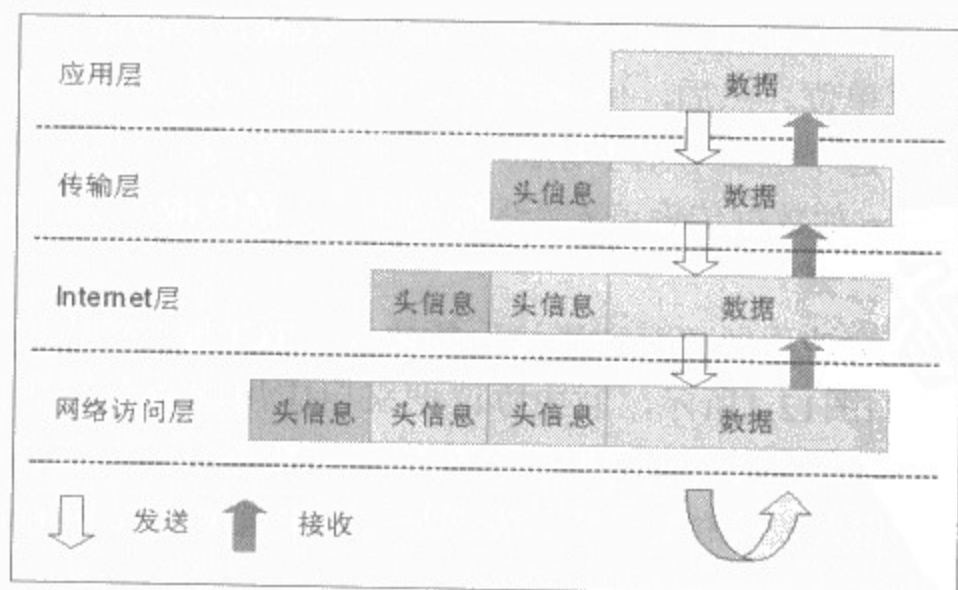 应用层 数据
传输层 头信息 数据
Internet层 头信息 头信息 数据
网络访问层 头信息 头信息 头信息 数据
发送 接收